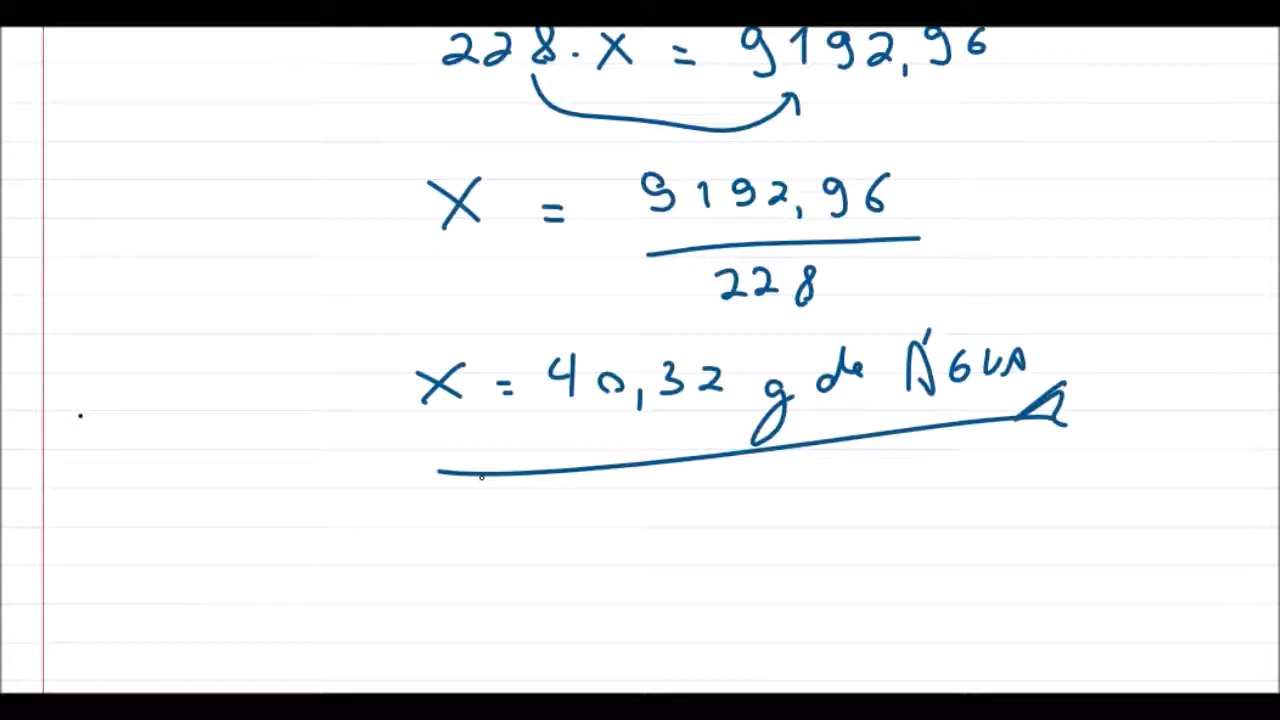 228 · X = 9192,96
X = 9192,96
228
X = 40,32 g de ÁGUA